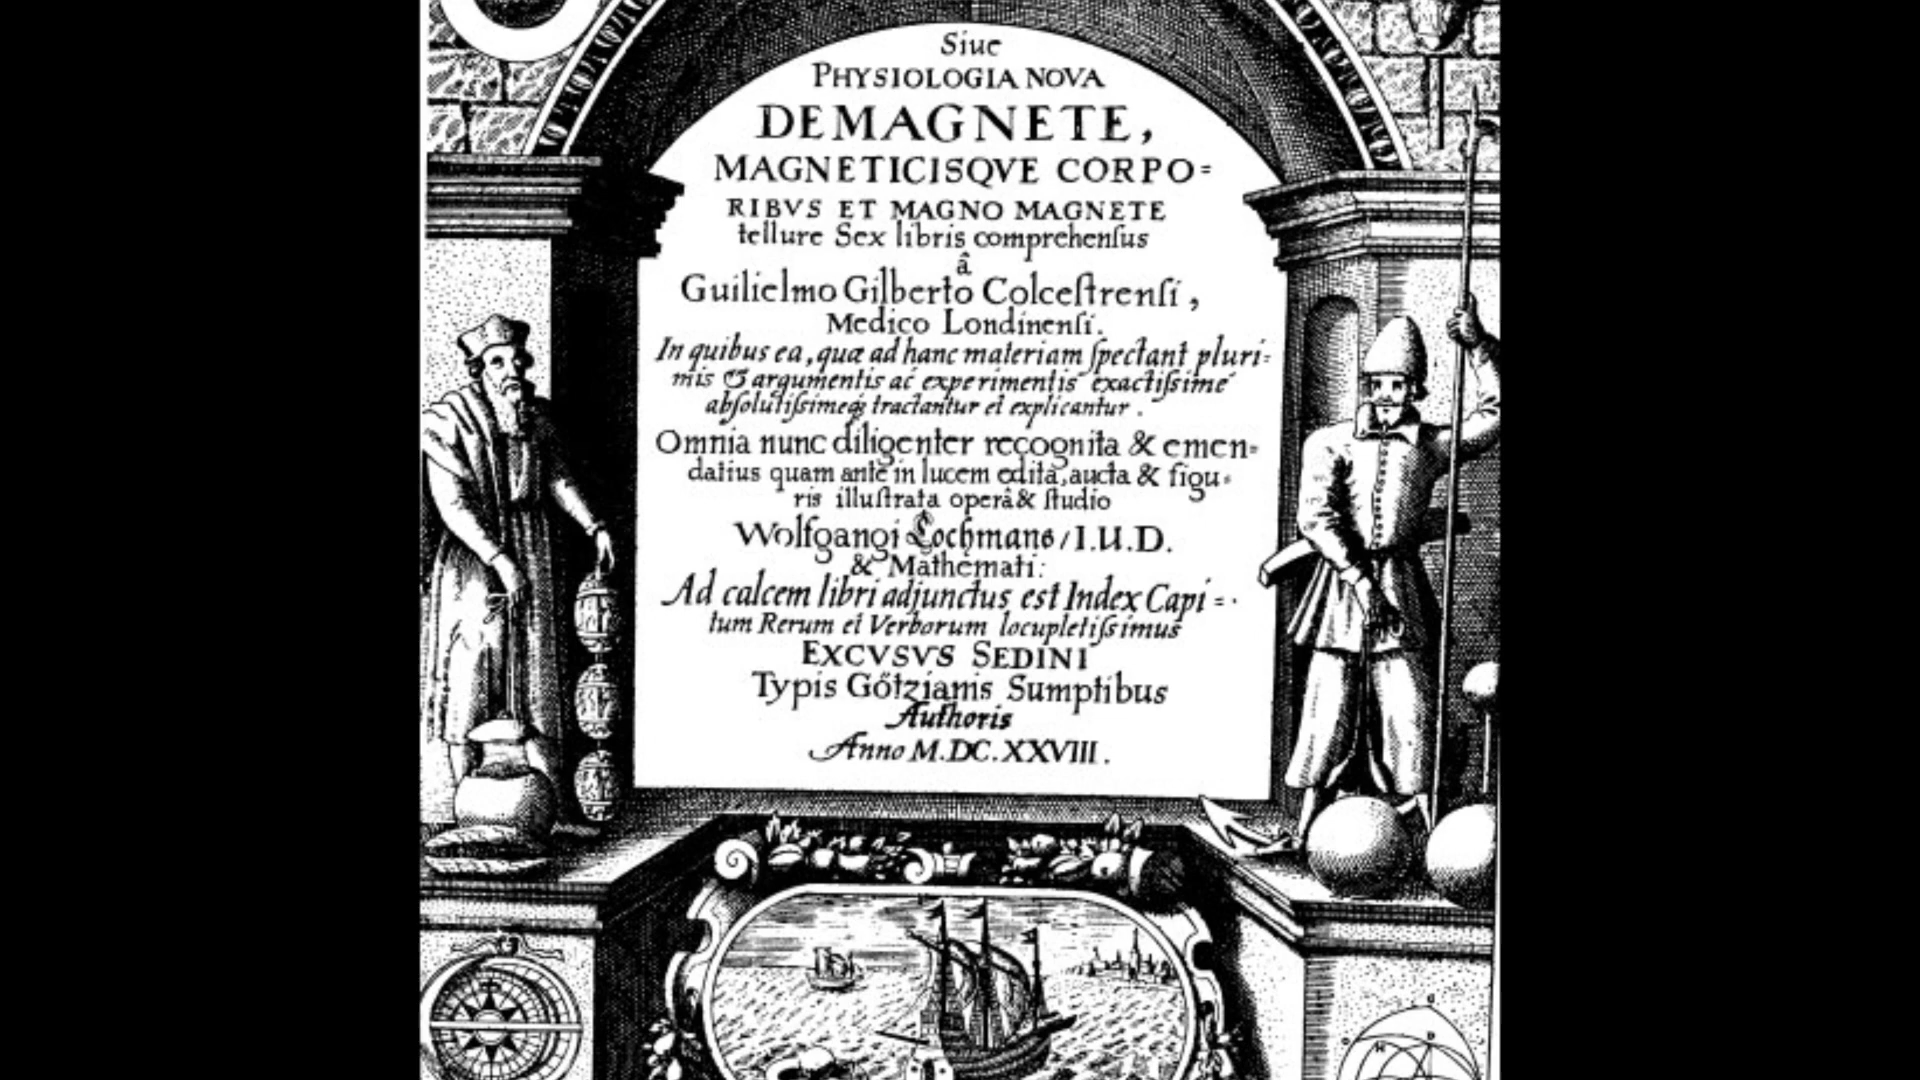 Siue
PHYSIOLOGIA NOVA
DE MAGNETE,
MAGNETICISQVE CORPO=
RIBVS ET MAGNO MAGNETE
tellure Sex libris comprehenſus
â
Guilielmo Gilberto Colceſtrenſi,
Medico Londinenſi.
In quibus ea, quæ ad hanc materiam ſpectant pluri=
mis & argumentis ac experimentis exactiſsime
abſolutiſsimeq; tractantur et explicantur.
Omnia nunc diligenter recognita & emen=
datius quam ante in lucem edita, aucta & figu=
ris illuſtrata operâ & ſtudio
Wolfgangi Lochmans / I.U.D.
& Mathemati:
Ad calcem libri adjunctus est Index Capi=
tum Rerum et Verborum locupletiſsimus
EXCVSVS SEDINI
Typis Gőtzianis Sumptibus
Authoris
Anno M.DC.XXVIII.